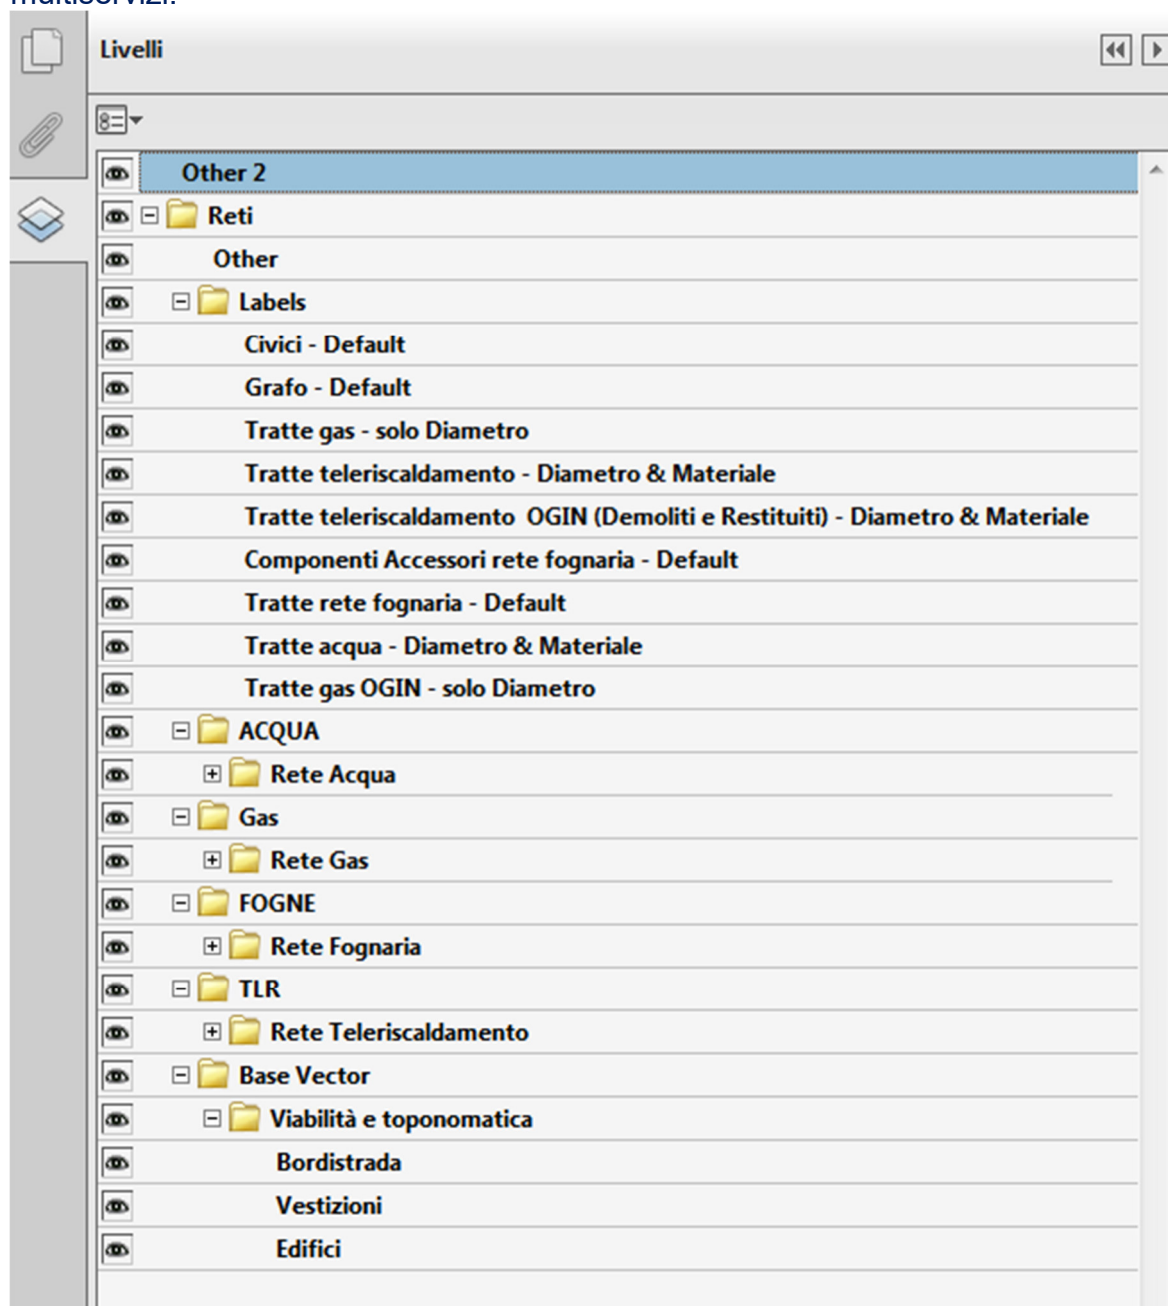 multiservizi.
Livelli
Other 2
Reti
Other
Labels
Civici - Default
Grafo - Default
Tratte gas - solo Diametro
Tratte teleriscaldamento - Diametro & Materiale
Tratte teleriscaldamento  OGIN (Demoliti e Restituiti) - Diametro & Materiale
Componenti Accessori rete fognaria - Default
Tratte rete fognaria - Default
Tratte acqua - Diametro & Materiale
Tratte gas OGIN - solo Diametro
ACQUA
Rete Acqua
Gas
Rete Gas
FOGNE
Rete Fognaria
TLR
Rete Teleriscaldamento
Base Vector
Viabilità e toponomatica
Bordistrada
Vestizioni
Edifici